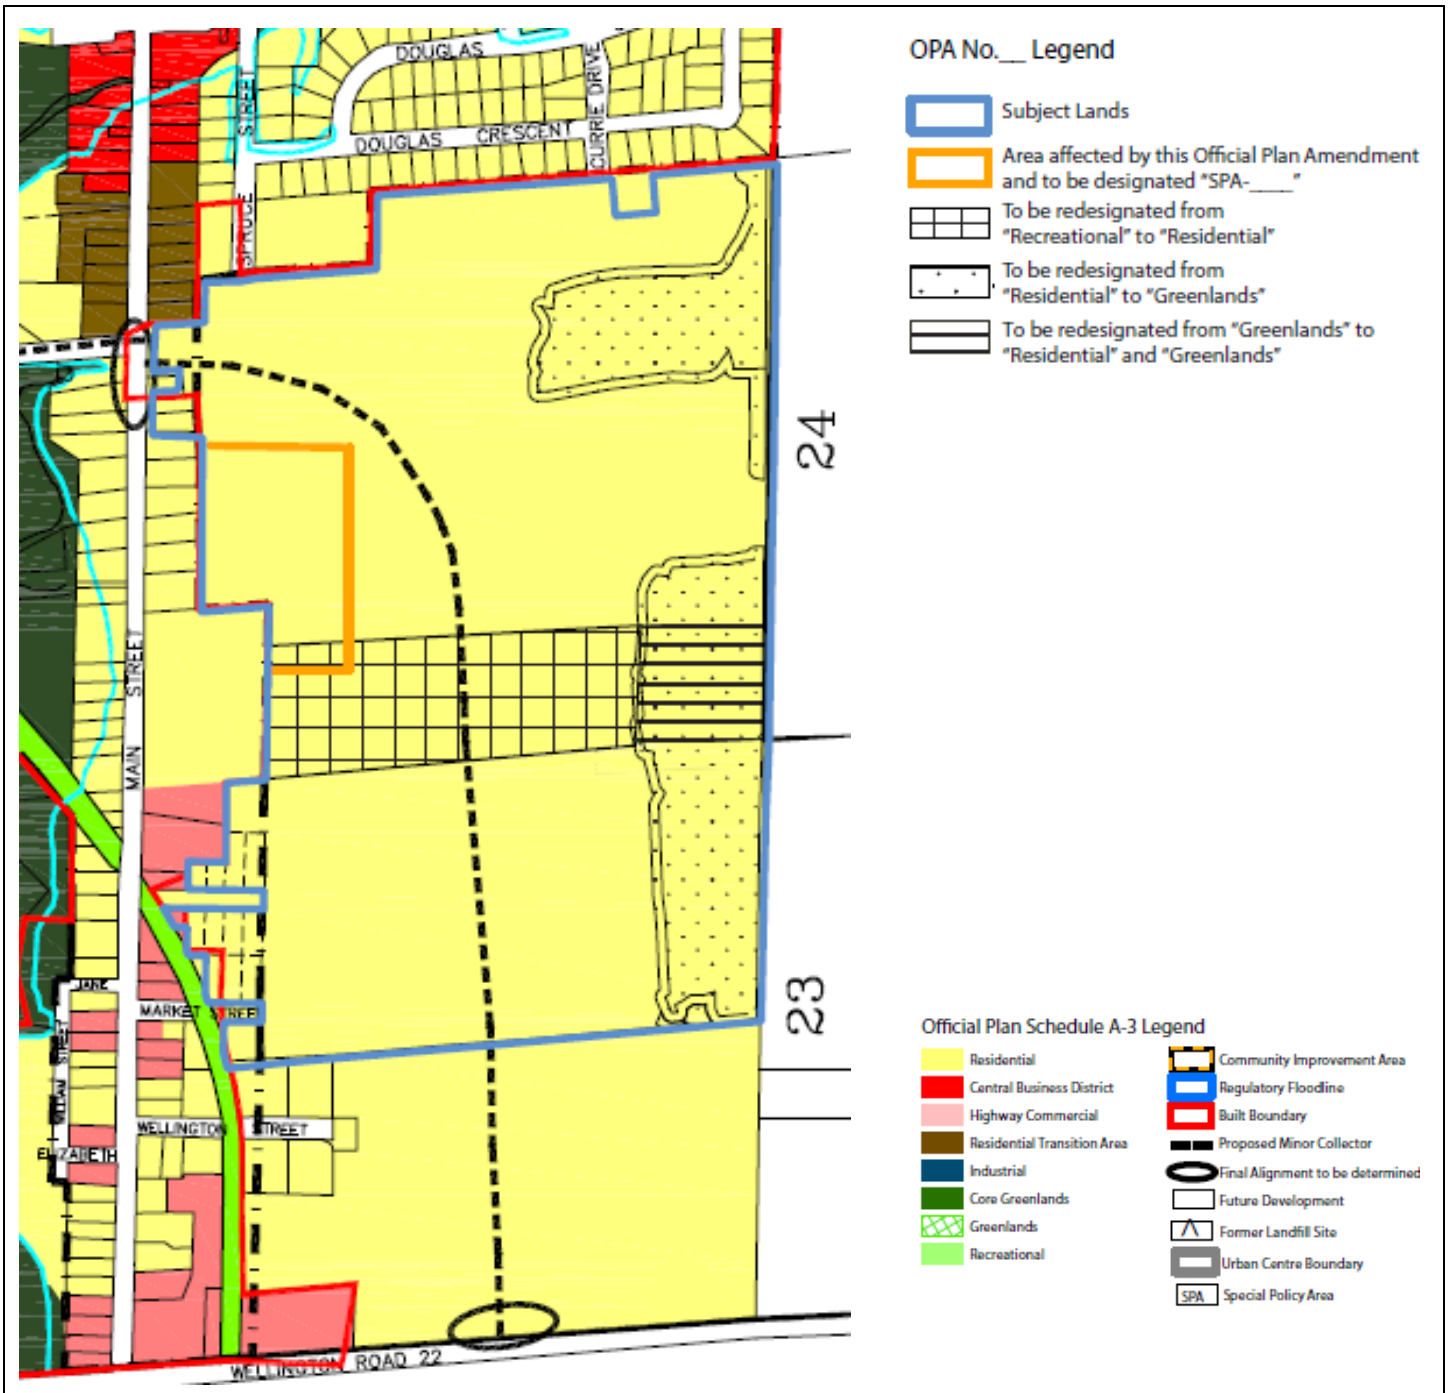 OPA No.__ Legend
Subject Lands
Area affected by this Official Plan Amendment
and to be designated “SPA-____”
To be redesignated from
“Recreational” to “Residential”
To be redesignated from
“Residential” to “Greenlands”
To be redesignated from “Greenlands” to
“Residential” and “Greenlands”
DOUGLAS
STREET
CURRIE DRIVE
DOUGLAS CRESCENT
SPRUCE
24
MAIN STREET
23
JANE
MARKET STREET
WILLIAM STREET
WELLINGTON STREET
ELIZABETH
WELLINGTON ROAD 22
Official Plan Schedule A-3 Legend
Residential
Central Business District
Highway Commercial
Residential Transition Area
Industrial
Core Greenlands
Greenlands
Recreational
Community Improvement Area
Regulatory Floodline
Built Boundary
Proposed Minor Collector
Final Alignment to be determined
Future Development
Former Landfill Site
Urban Centre Boundary
SPA Special Policy Area